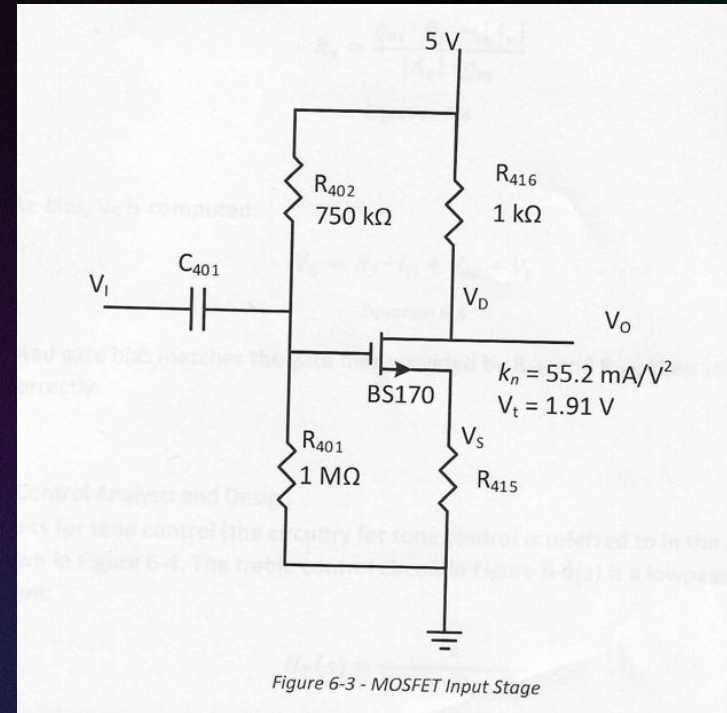 5 V
R416
1 kΩ
R402
750 kΩ
C401
VI
VD
VO
BS170
kn = 55.2 mA/V²
Vt = 1.91 V
VS
R401
1 MΩ
R415
Figure 6-3 - MOSFET Input Stage